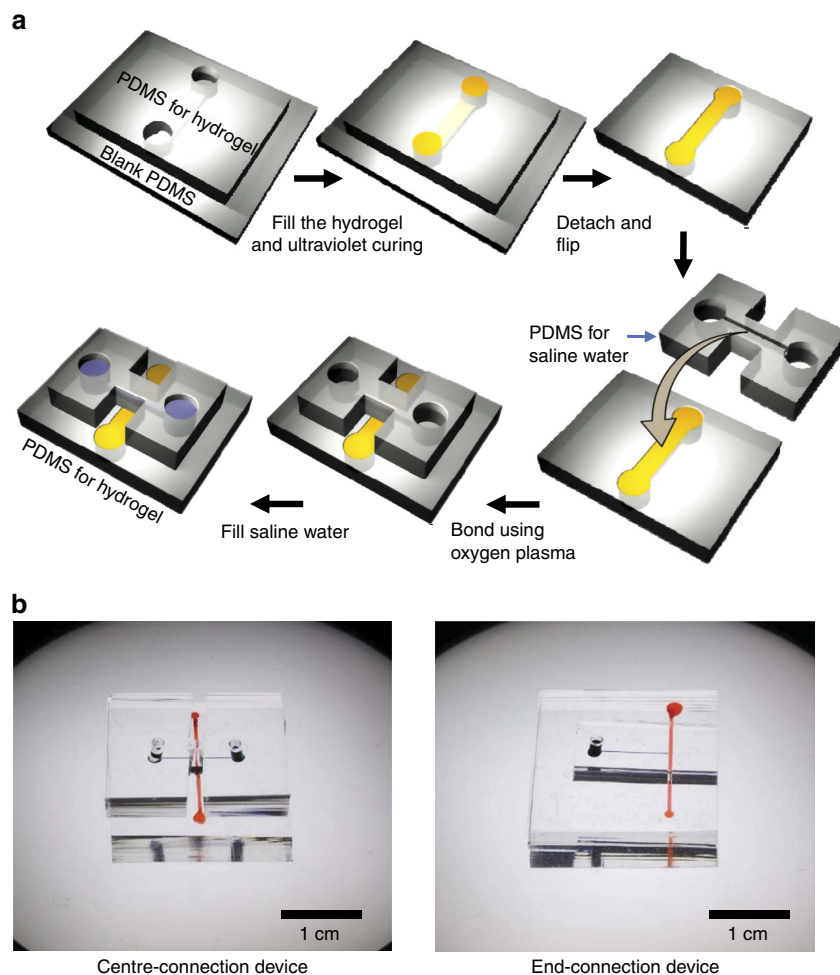 a
PDMS for hydrogel
Blank PDMS
Fill the hydrogel
and ultraviolet curing
Detach and
flip
PDMS for
saline water
PDMS for hydrogel
Fill saline water
Bond using
oxygen plasma
b
1 cm
1 cm
Centre-connection device
End-connection device